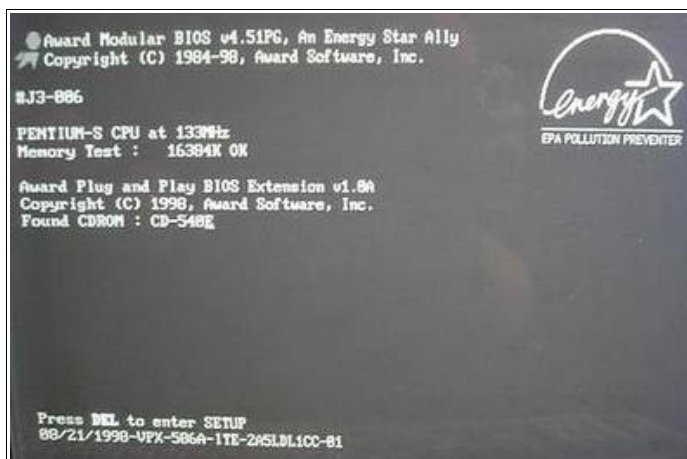 Award Modular BIOS v4.51PG, An Energy Star Ally
Copyright (C) 1984-98, Award Software, Inc.
#J3-006
PENTIUM-S CPU at 133MHz
Memory Test :   16384K OK
Award Plug and Play BIOS Extension v1.0A
Copyright (C) 1998, Award Software, Inc.
Found CDROM : CD-540E
energy
EPA POLLUTION PREVENTER
Press DEL to enter SETUP
08/21/1998-VPX-586A-ITE-2A5LDL1CC-01